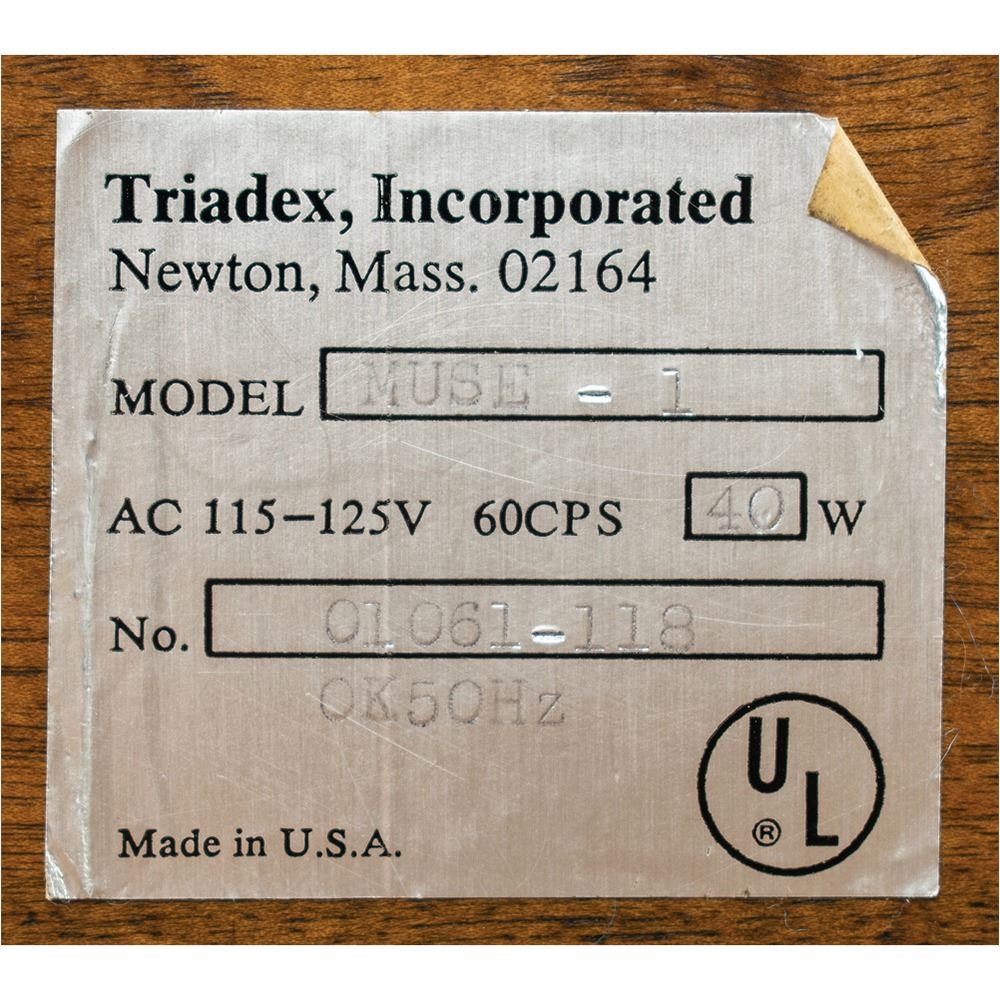 Triadex, Incorporated
Newton, Mass. 02164
MODEL MUSE - 1
AC 115–125V 60CPS 40 W
No. 01061-118
OK50Hz
UL
®
Made in U.S.A.